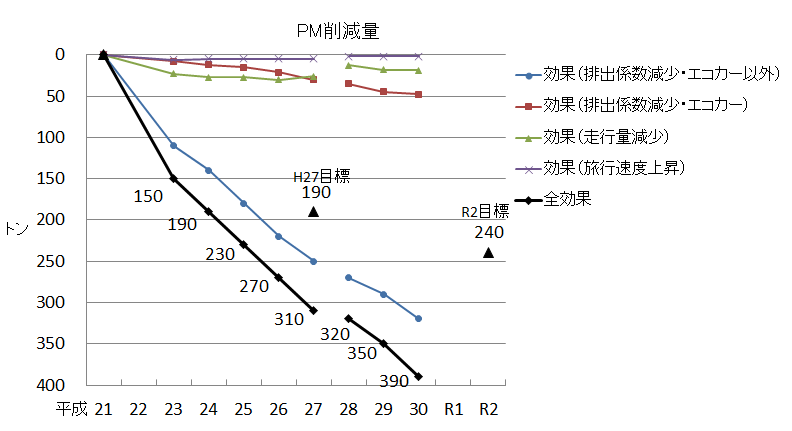 PM削減量
0
50
100
150
200
250
300
350
400
トン
平成 21 22 23 24 25 26 27 28 29 30 R1 R2
150
190
230
270
310
320
350
390
H27目標
190
R2目標
240
効果(排出係数減少・エコカー以外)
効果(排出係数減少・エコカー)
効果(走行量減少)
効果(旅行速度上昇)
全効果